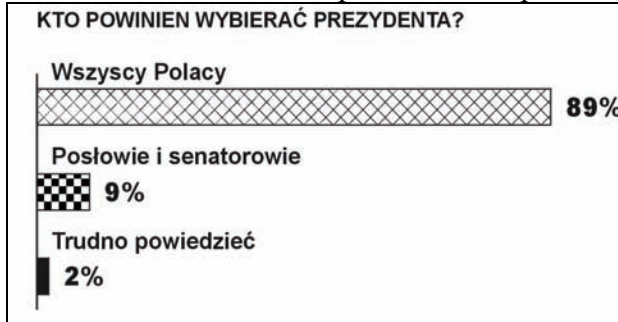 KTO POWINIEN WYBIERAĆ PREZYDENTA?
Wszyscy Polacy
89%
Posłowie i senatorowie
9%
Trudno powiedzieć
2%